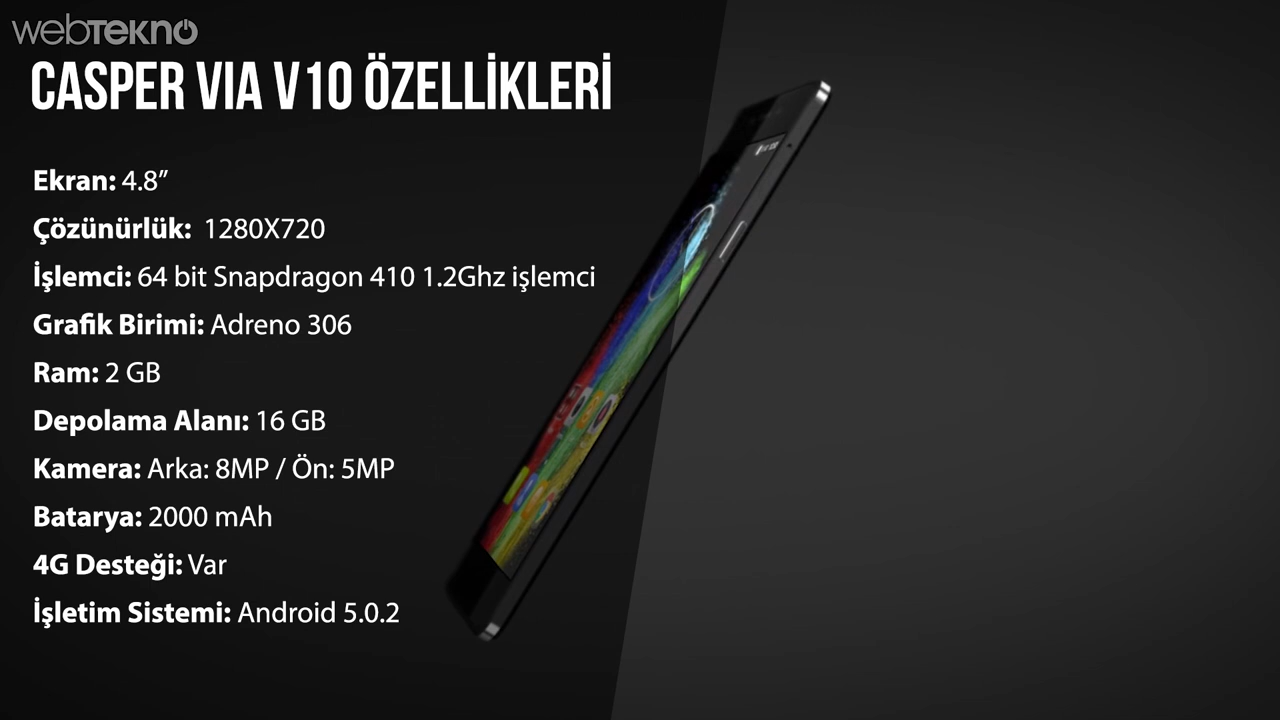 webTEKNO
CASPER VIA V10 ÖZELLİKLERİ
Ekran: 4.8”
Çözünürlük: 1280X720
İşlemci: 64 bit Snapdragon 410 1.2Ghz işlemci
Grafik Birimi: Adreno 306
Ram: 2 GB
Depolama Alanı: 16 GB
Kamera: Arka: 8MP / Ön: 5MP
Batarya: 2000 mAh
4G Desteği: Var
İşletim Sistemi: Android 5.0.2